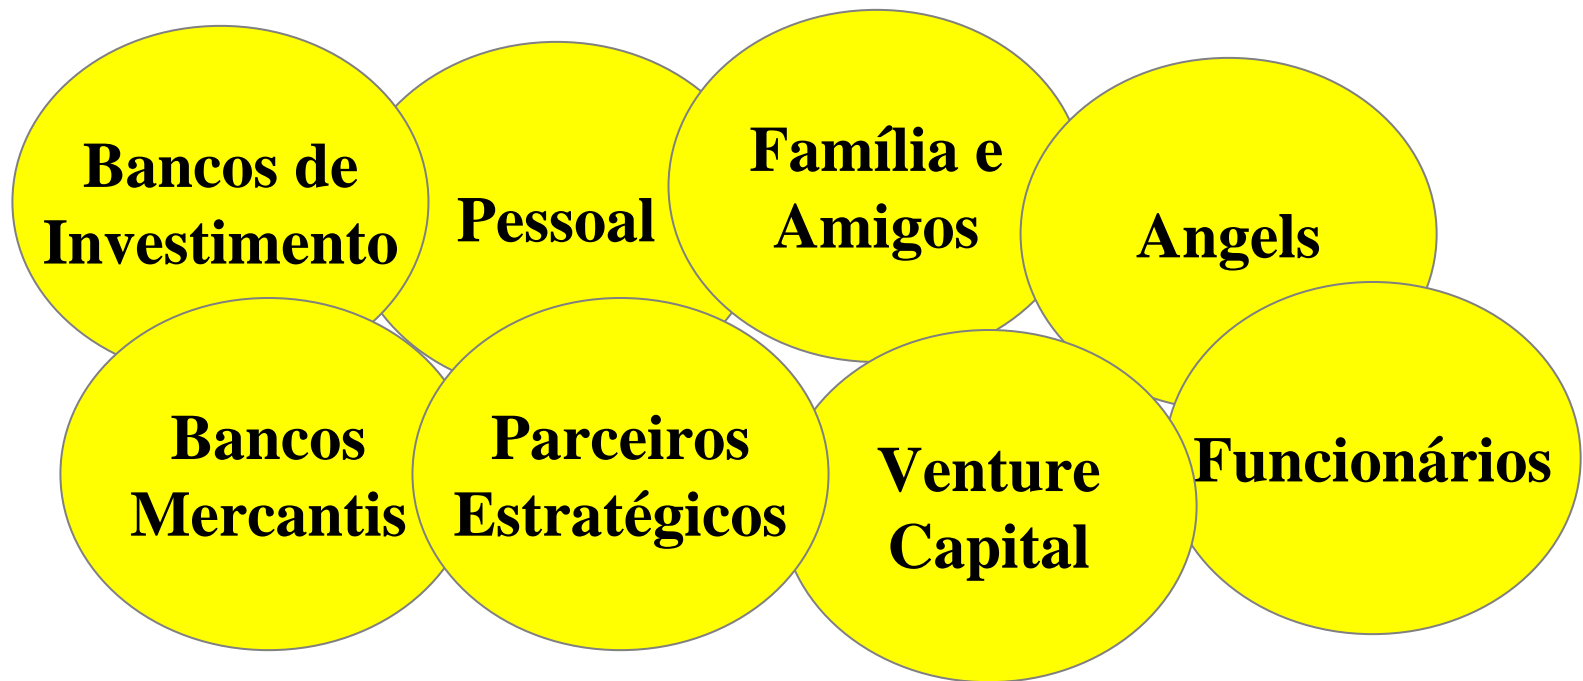 Bancos de
Investimento
Pessoal
Família e
Amigos
Angels
Bancos
Mercantis
Parceiros
Estratégicos
Venture
Capital
Funcionários